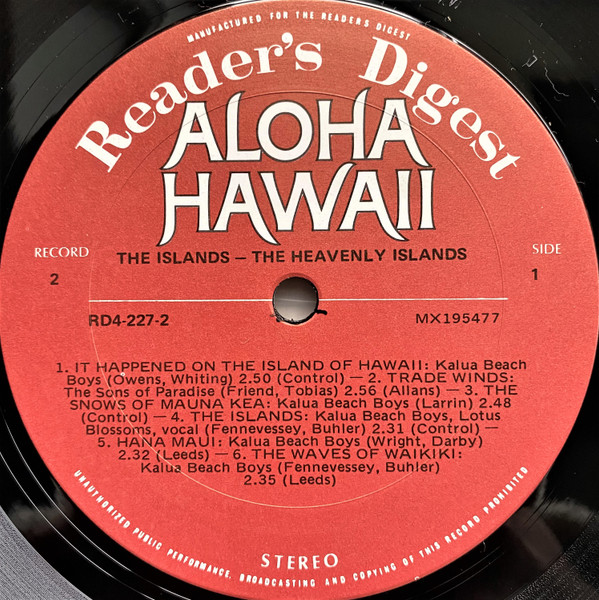 MANUFACTURED FOR THE READERS DIGEST
Reader's Digest
ALOHA
HAWAII
THE ISLANDS – THE HEAVENLY ISLANDS
RECORD
2
SIDE
1
RD4-227-2
MX195477
1. IT HAPPENED ON THE ISLAND OF HAWAII: Kalua Beach
Boys (Owens, Whiting) 2.50 (Control) – 2. TRADE WINDS:
The Sons of Paradise (Friend, Tobias) 2.56 (Allans) – 3. THE
SNOWS OF MAUNA KEA: Kalua Beach Boys (Larrin) 2.48
(Control) – 4. THE ISLANDS: Kalua Beach Boys, Lotus
Blossoms, vocal (Fennevessey, Buhler) 2.31 (Control) –
5. HANA MAUI: Kalua Beach Boys (Wright, Darby)
2.32 (Leeds) – 6. THE WAVES OF WAIKIKI:
Kalua Beach Boys (Fennevessey, Buhler)
2.35 (Leeds)
STEREO
UNAUTHORIZED PUBLIC PERFORMANCE, BROADCASTING AND COPYING OF THIS RECORD PROHIBITED